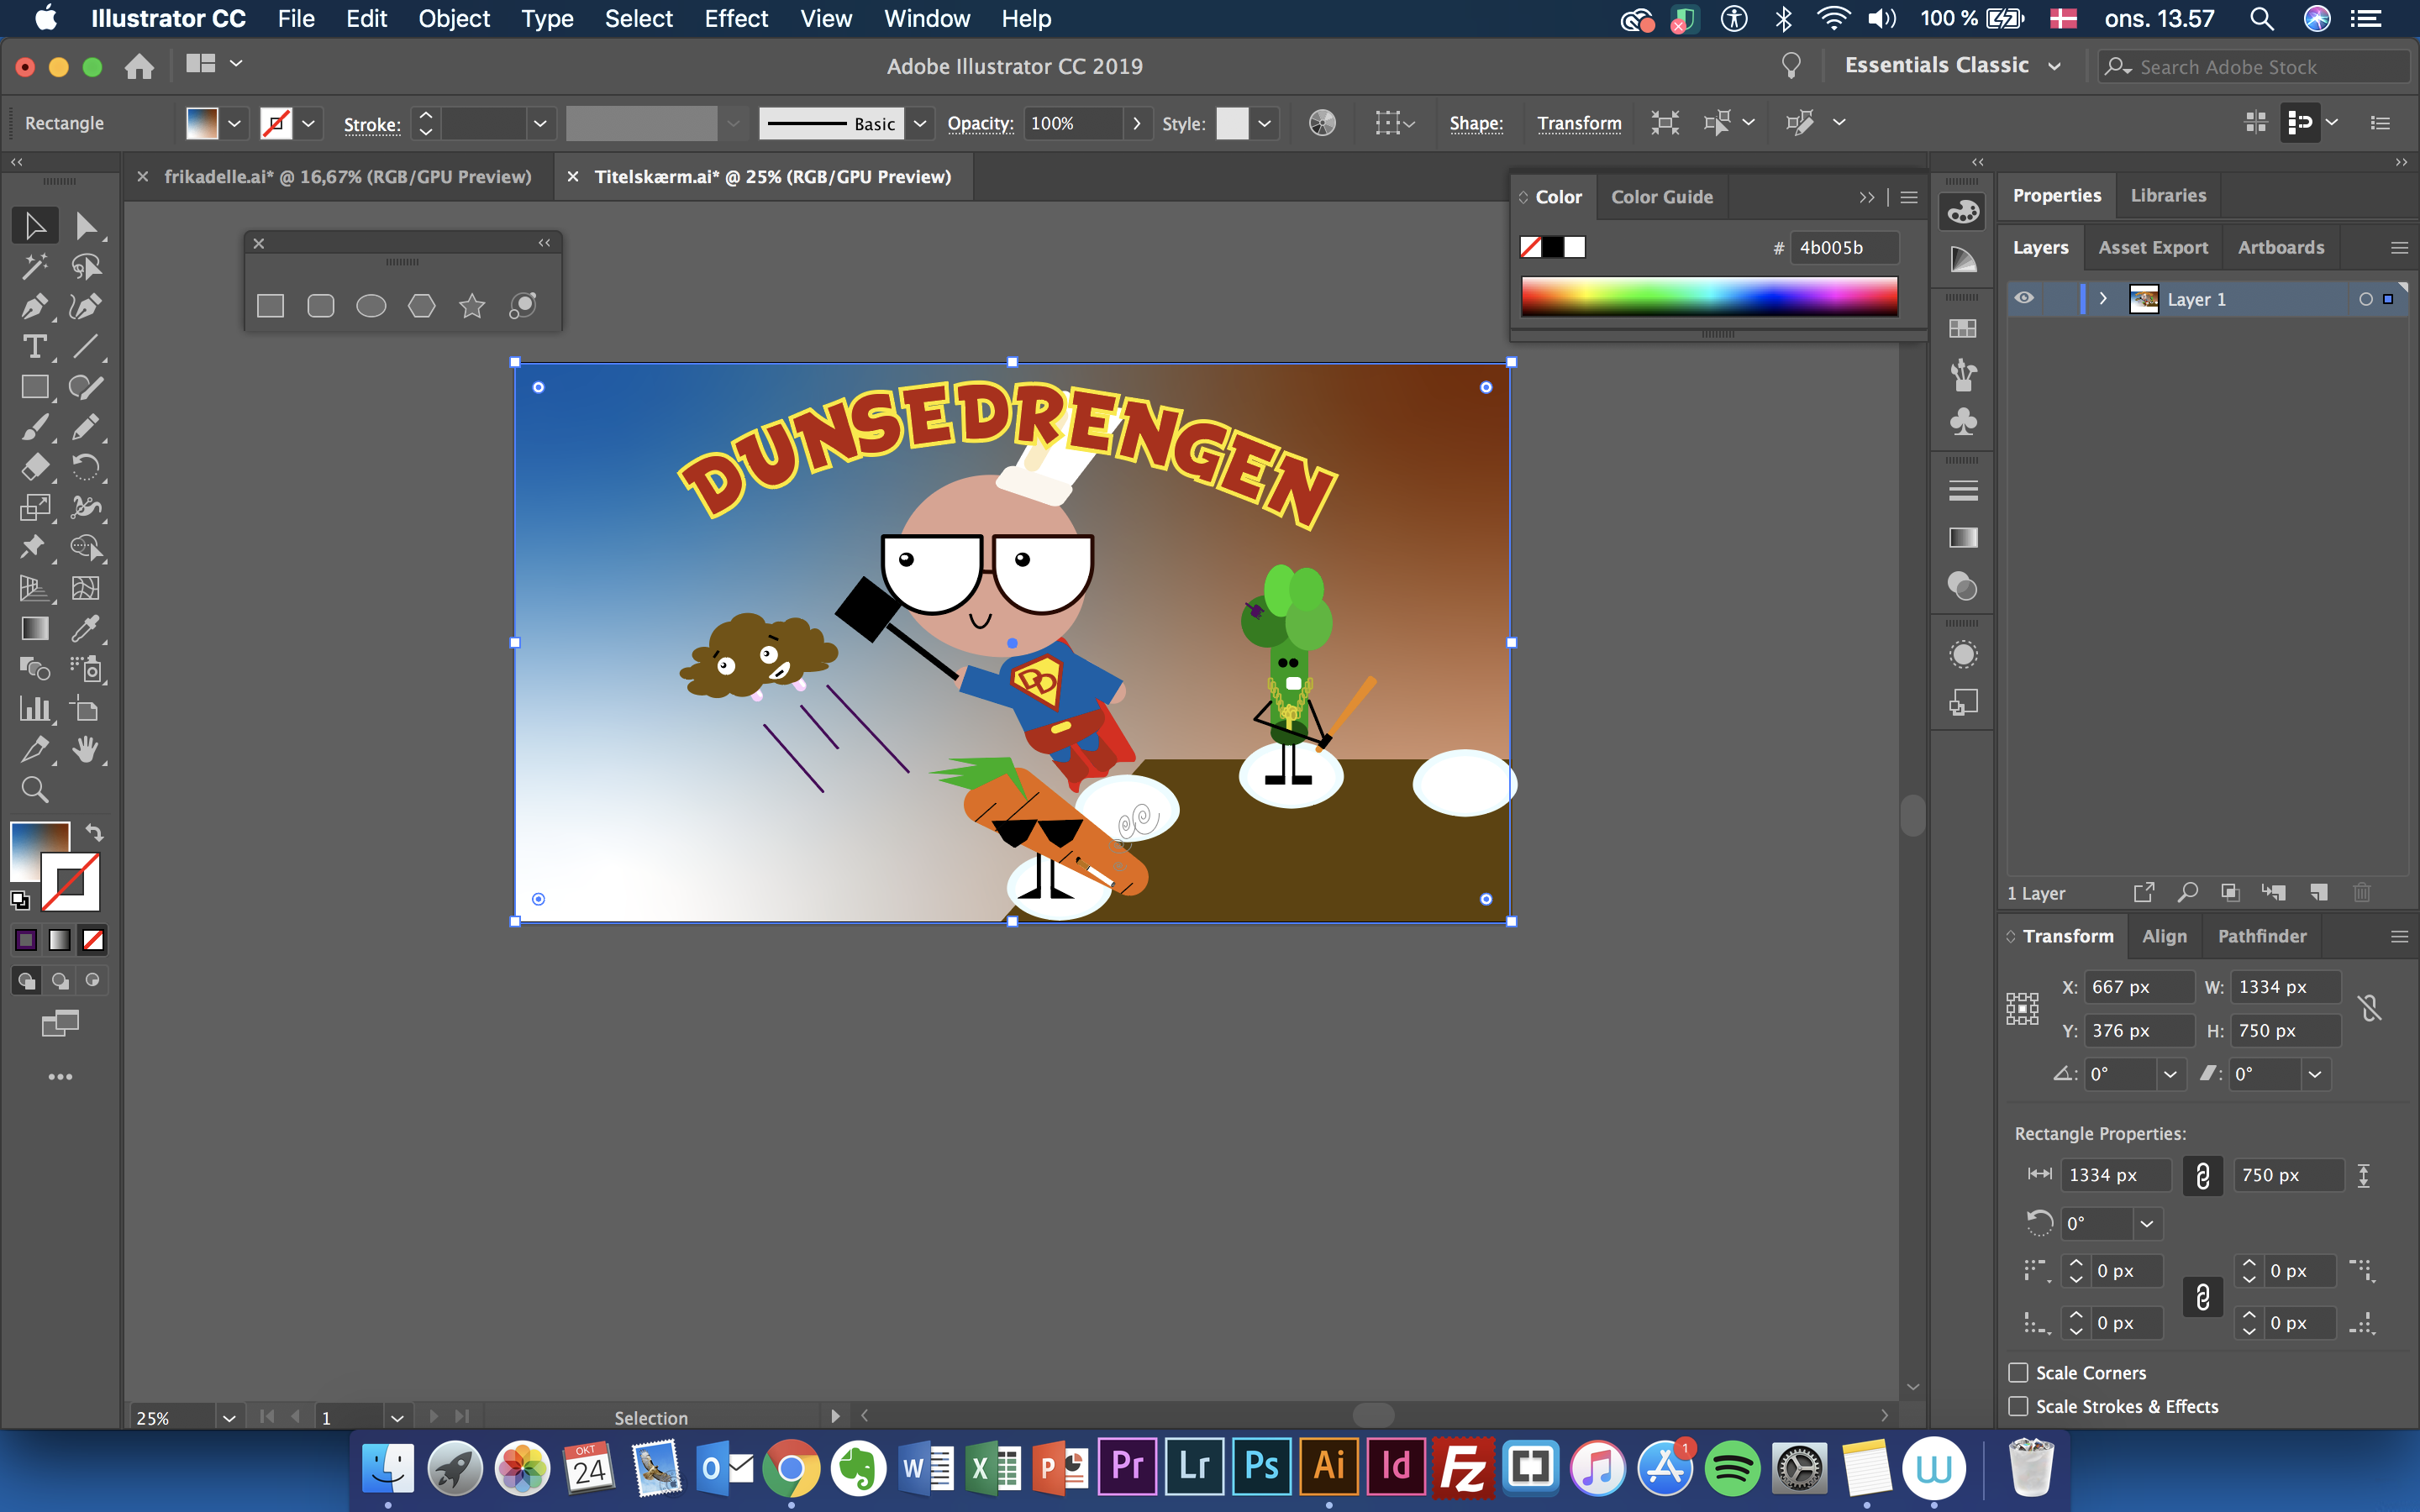 Illustrator CC File Edit Object Type Select Effect View Window Help 100 % ons. 13.57
Adobe Illustrator CC 2019 Essentials Classic Search Adobe Stock
Rectangle Stroke: Basic Opacity: 100% Style: Shape: Transform
frikadelle.ai* @ 16,67% (RGB/GPU Preview) Titelskærm.ai* @ 25% (RGB/GPU Preview)
Color Color Guide
# 4b005b
Properties Libraries
Layers Asset Export Artboards
Layer 1
DUNSEDRENGEN
DD
1 Layer
Transform Align Pathfinder
X: 667 px W: 1334 px
Y: 376 px H: 750 px
0° 0°
Rectangle Properties:
1334 px 750 px
0°
0 px 0 px
0 px 0 px
Scale Corners
Scale Strokes & Effects
25% 1 Selection
OKT
24 O W X P Pr Lr Ps Ai Id Fz 1 W